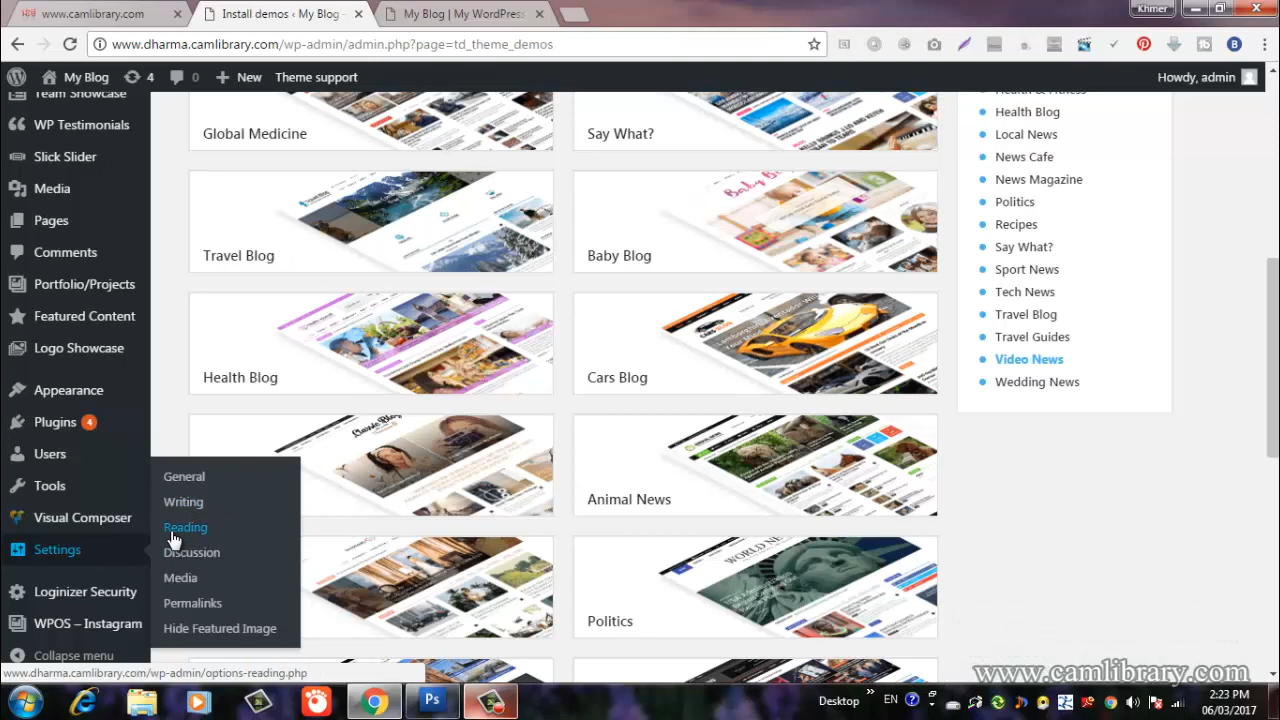 www.camlibrary.com
Install demos ‹ My Blog –
My Blog | My WordPress
Khmer
www.dharma.camlibrary.com/wp-admin/admin.php?page=td_theme_demos
My Blog
4
0
New
Theme support
Howdy, admin
Team Showcase
WP Testimonials
Slick Slider
Media
Pages
Comments
Portfolio/Projects
Featured Content
Logo Showcase
Appearance
Plugins 4
Users
Tools
Visual Composer
Settings
Loginizer Security
WPOS – Instagram
Collapse menu
General
Writing
Reading
Discussion
Media
Permalinks
Hide Featured Image
Global Medicine
Say What?
Travel Blog
Baby Blog
Health Blog
Cars Blog
Animal News
Politics
Health & Fitness
Health Blog
Local News
News Cafe
News Magazine
Politics
Recipes
Say What?
Sport News
Tech News
Travel Blog
Travel Guides
Video News
Wedding News
www.dharma.camlibrary.com/wp-admin/options-reading.php
www.camlibrary.com
Ps
Desktop
EN
2:23 PM
06/03/2017